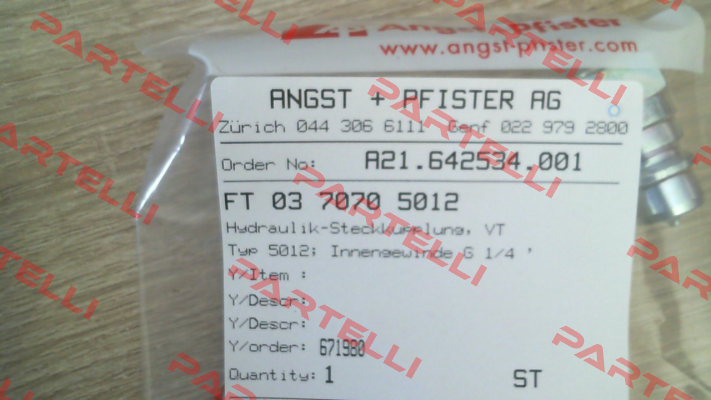 Angst+Pfister
www.angst-pfister.com
ANGST + PFISTER AG
Zürich 044 306 6111 Genf 022 979 2800
Order No: A21.642534.001
FT 03 7070 5012
Hydraulik-Steckkupplung, VT
Typ 5012; Innengewinde G 1/4 '
Y/Item :
Y/Descr:
Y/Descr:
Y/order: 671980
Quantity: 1 ST
PARTELLI
PARTELLI
PARTELLI
PARTELLI
PARTELLI
PARTELLI
PARTELLI
PARTELLI